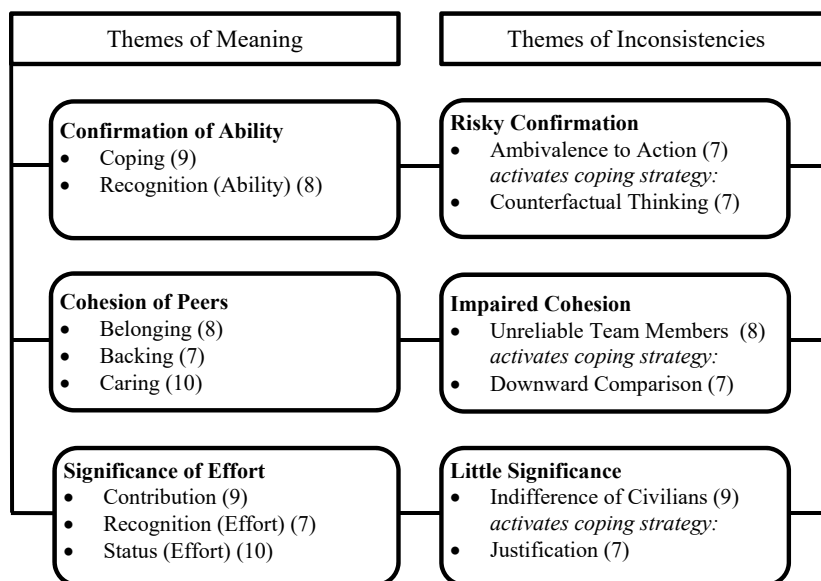 Themes of Meaning
Themes of Inconsistencies
Confirmation of Ability
• Coping (9)
• Recognition (Ability) (8)
Risky Confirmation
• Ambivalence to Action (7)
activates coping strategy:
• Counterfactual Thinking (7)
Cohesion of Peers
• Belonging (8)
• Backing (7)
• Caring (10)
Impaired Cohesion
• Unreliable Team Members (8)
activates coping strategy:
• Downward Comparison (7)
Significance of Effort
• Contribution (9)
• Recognition (Effort) (7)
• Status (Effort) (10)
Little Significance
• Indifference of Civilians (9)
activates coping strategy:
• Justification (7)